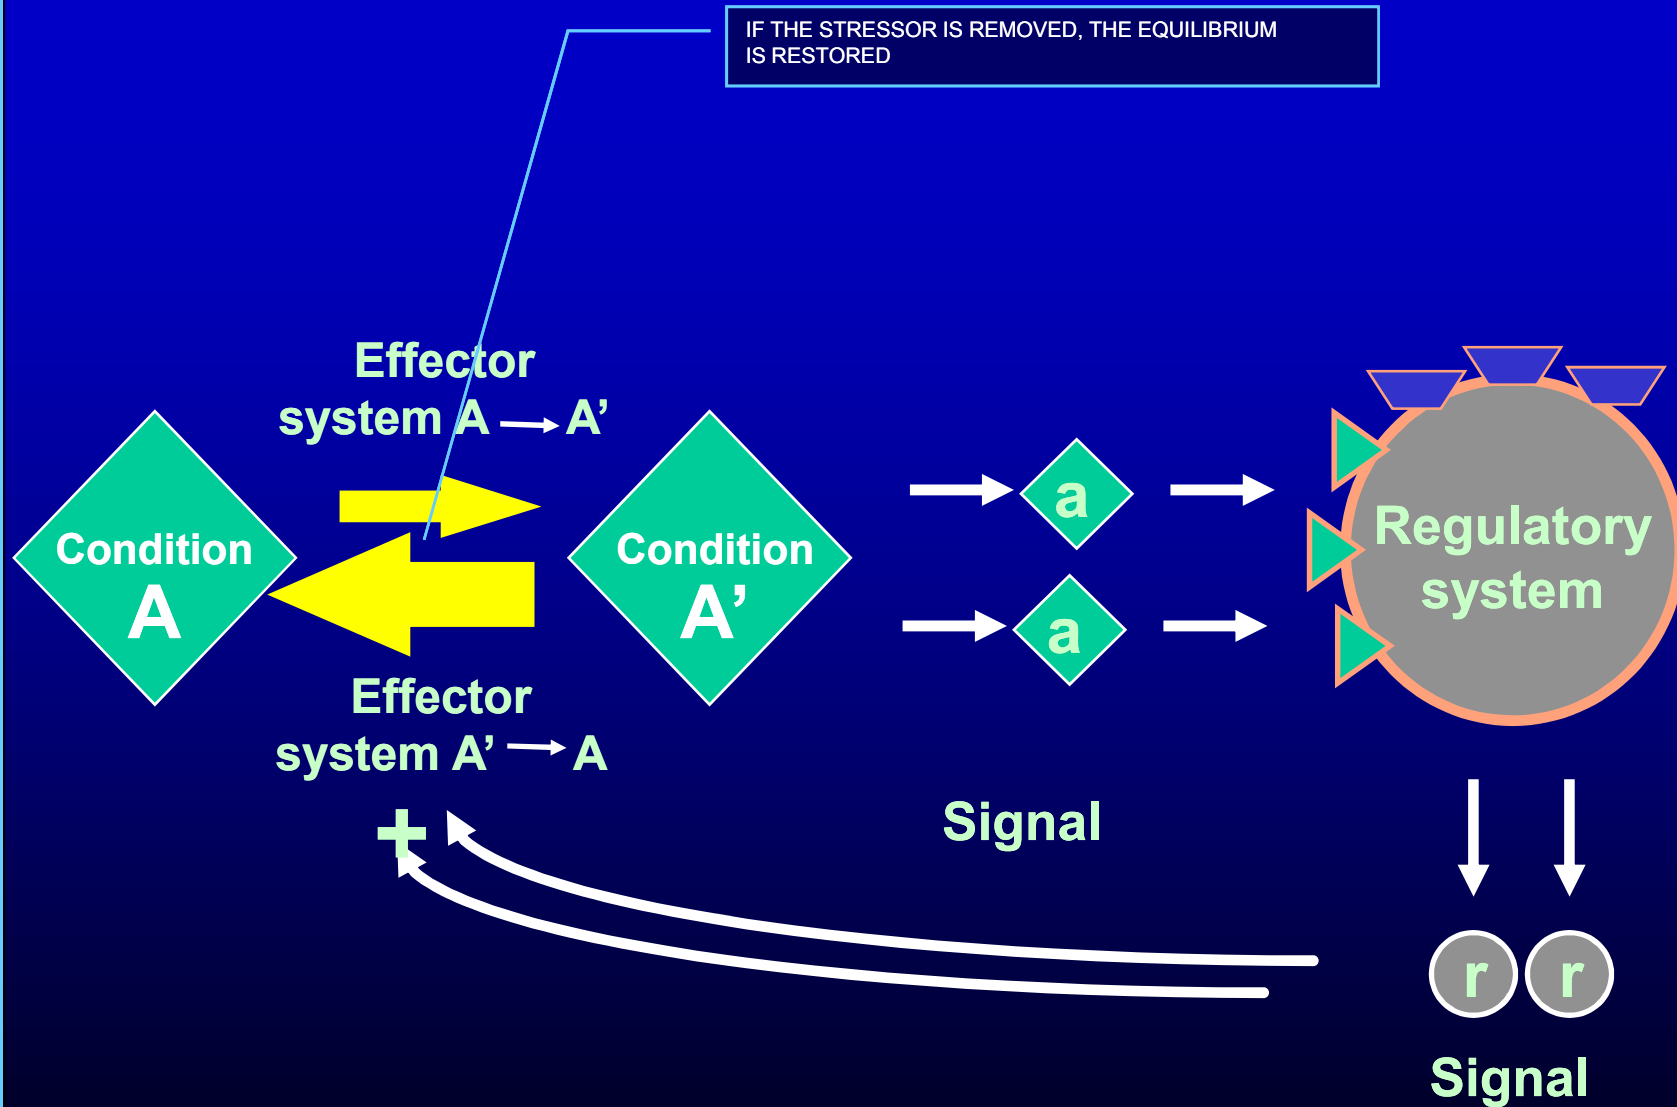 IF THE STRESSOR IS REMOVED, THE EQUILIBRIUM
IS RESTORED
Effector
system A → A’
Condition
A
Condition
A’
a
a
Regulatory
system
Effector
system A’ → A
+
Signal
r
r
Signal